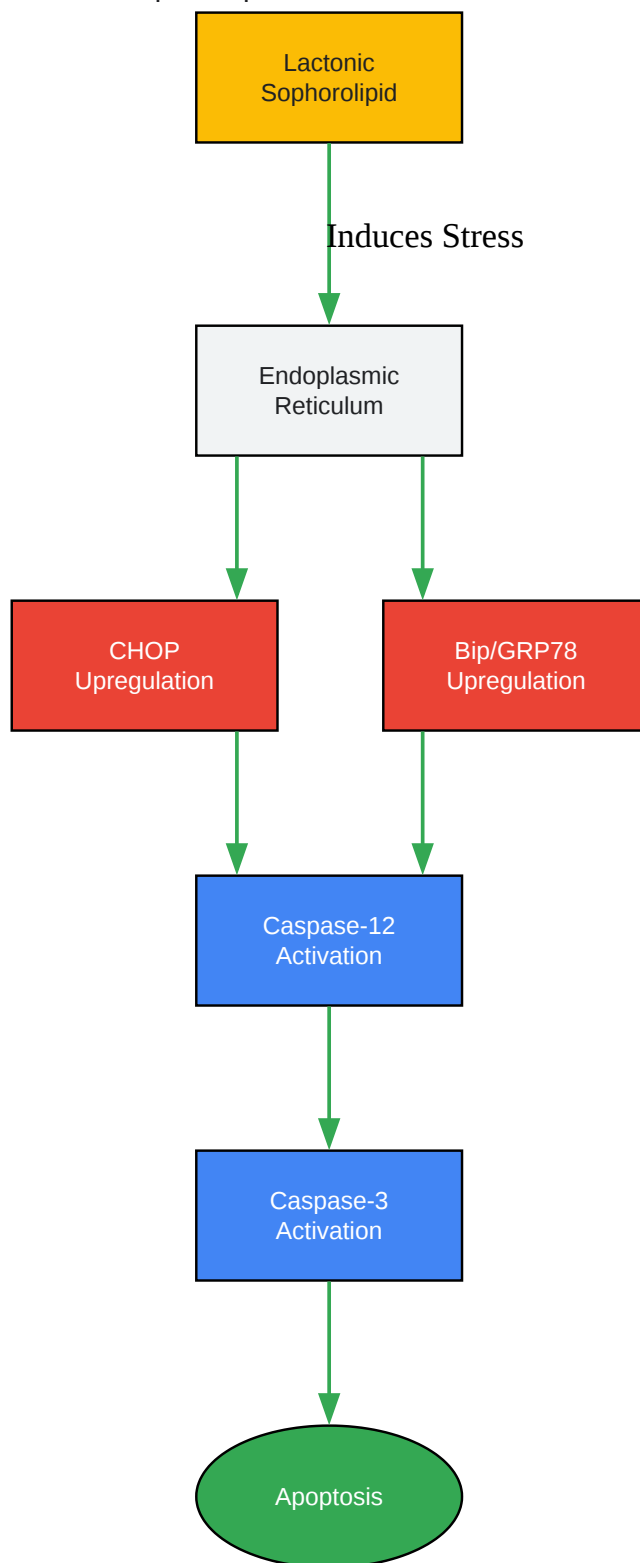 Lactonic
Sophorolipid
Induces Stress
Endoplasmic
Reticulum
CHOP
Upregulation
Bip/GRP78
Upregulation
Caspase-12
Activation
Caspase-3
Activation
Apoptosis